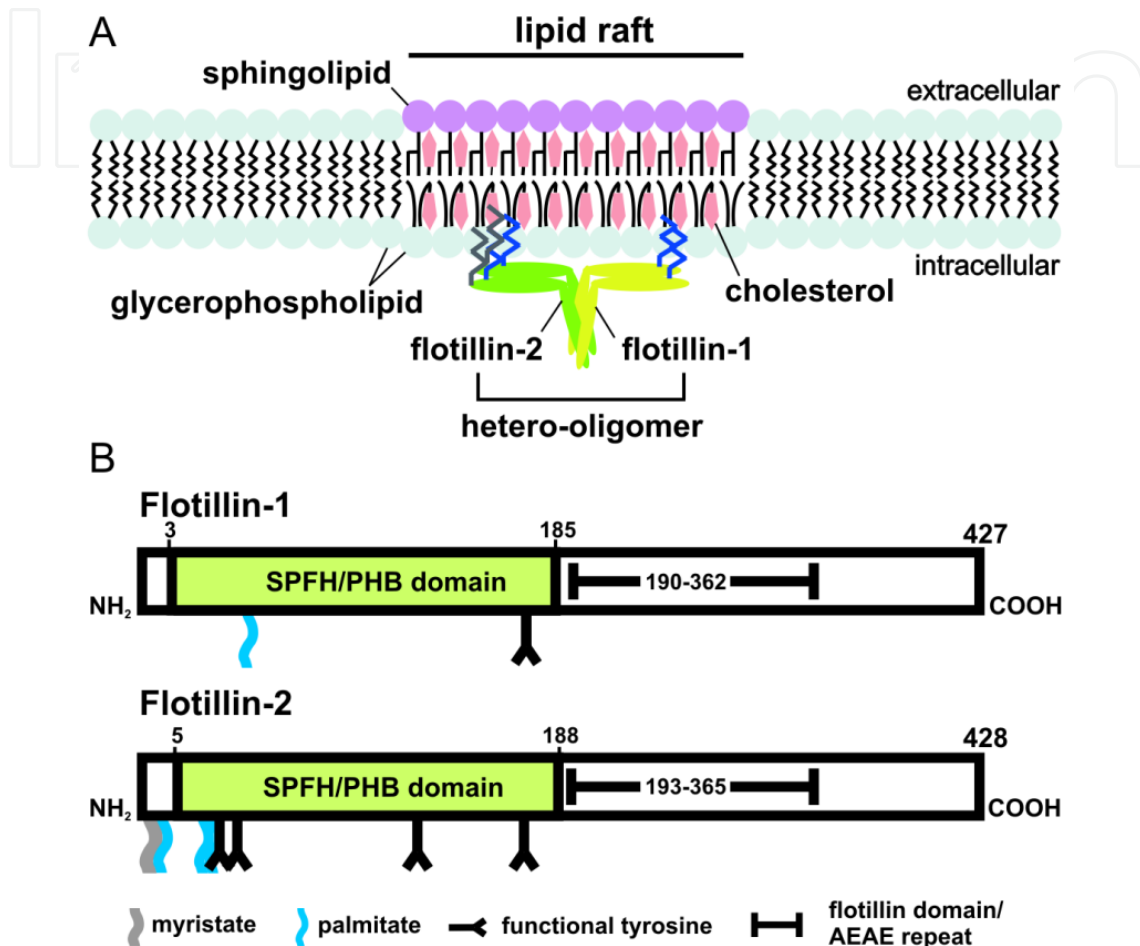 A
lipid raft
sphingolipid
extracellular
intracellular
glycerophospholipid
cholesterol
flotillin-2
flotillin-1
hetero-oligomer
B
Flotillin-1
3
185
427
SPFH/PHB domain
190-362
NH2
COOH
Flotillin-2
5
188
428
SPFH/PHB domain
193-365
NH2
COOH
myristate
palmitate
functional tyrosine
flotillin domain/
AEAE repeat